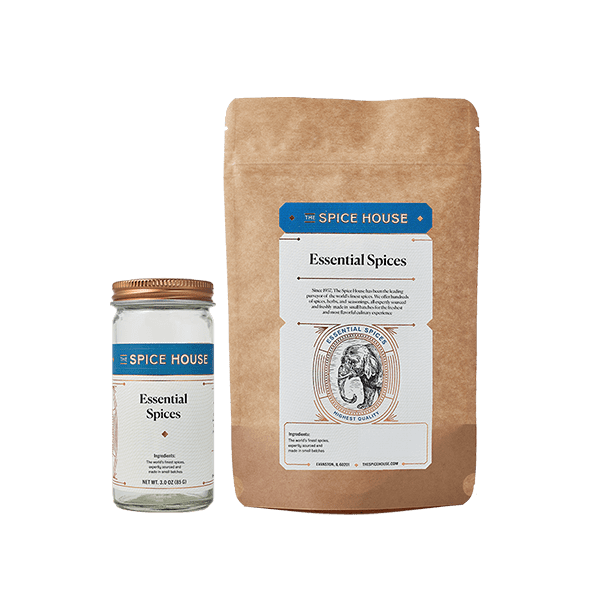 THE SPICE HOUSE
Essential
Spices
Ingredients:
The world's finest spices,
expertly sourced and
made in small batches
NET WT. 3.0 OZ (85 G)
THE SPICE HOUSE
Essential Spices
Since 1957, The Spice House has been the leading
purveyor of the world's finest spices. We offer hundreds
of spices, herbs, and seasonings, all expertly sourced
and freshly made in small batches for the freshest
and most flavorful culinary experience
ESSENTIAL SPICES
HIGHEST QUALITY
Ingredients:
The world's finest spices,
expertly sourced and
made in small batches
EVANSTON, IL 60201
THESPICEHOUSE.COM